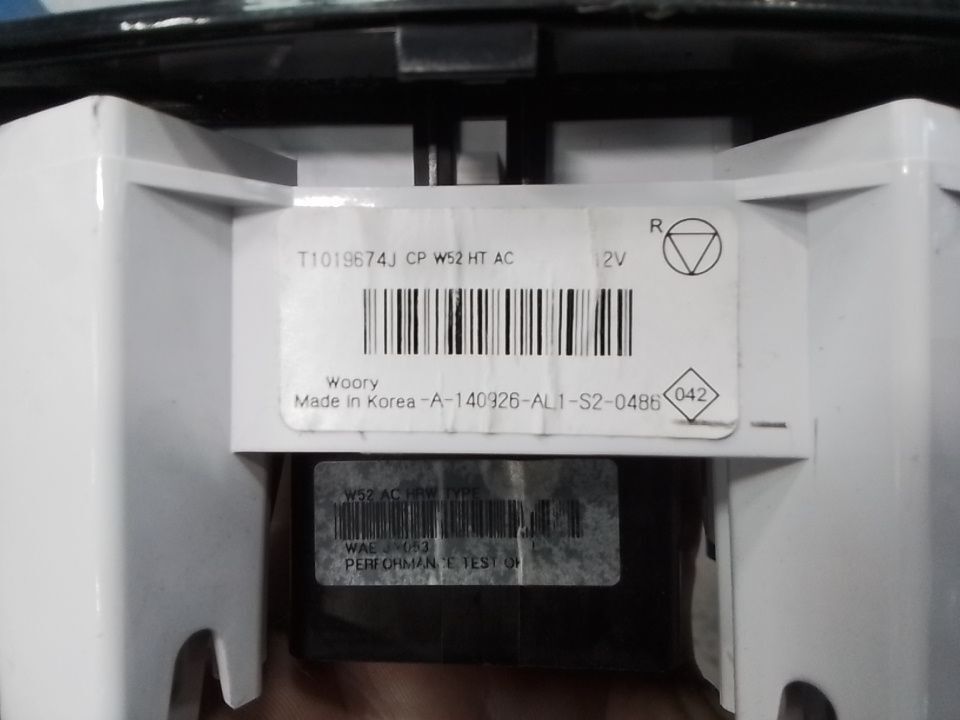 T1019674J CP W52 HT AC 12V R
Woory
Made in Korea -A-140926-AL1-S2-0486 042
W52 AC HRW TYPE
PERFORMANCE TEST OK